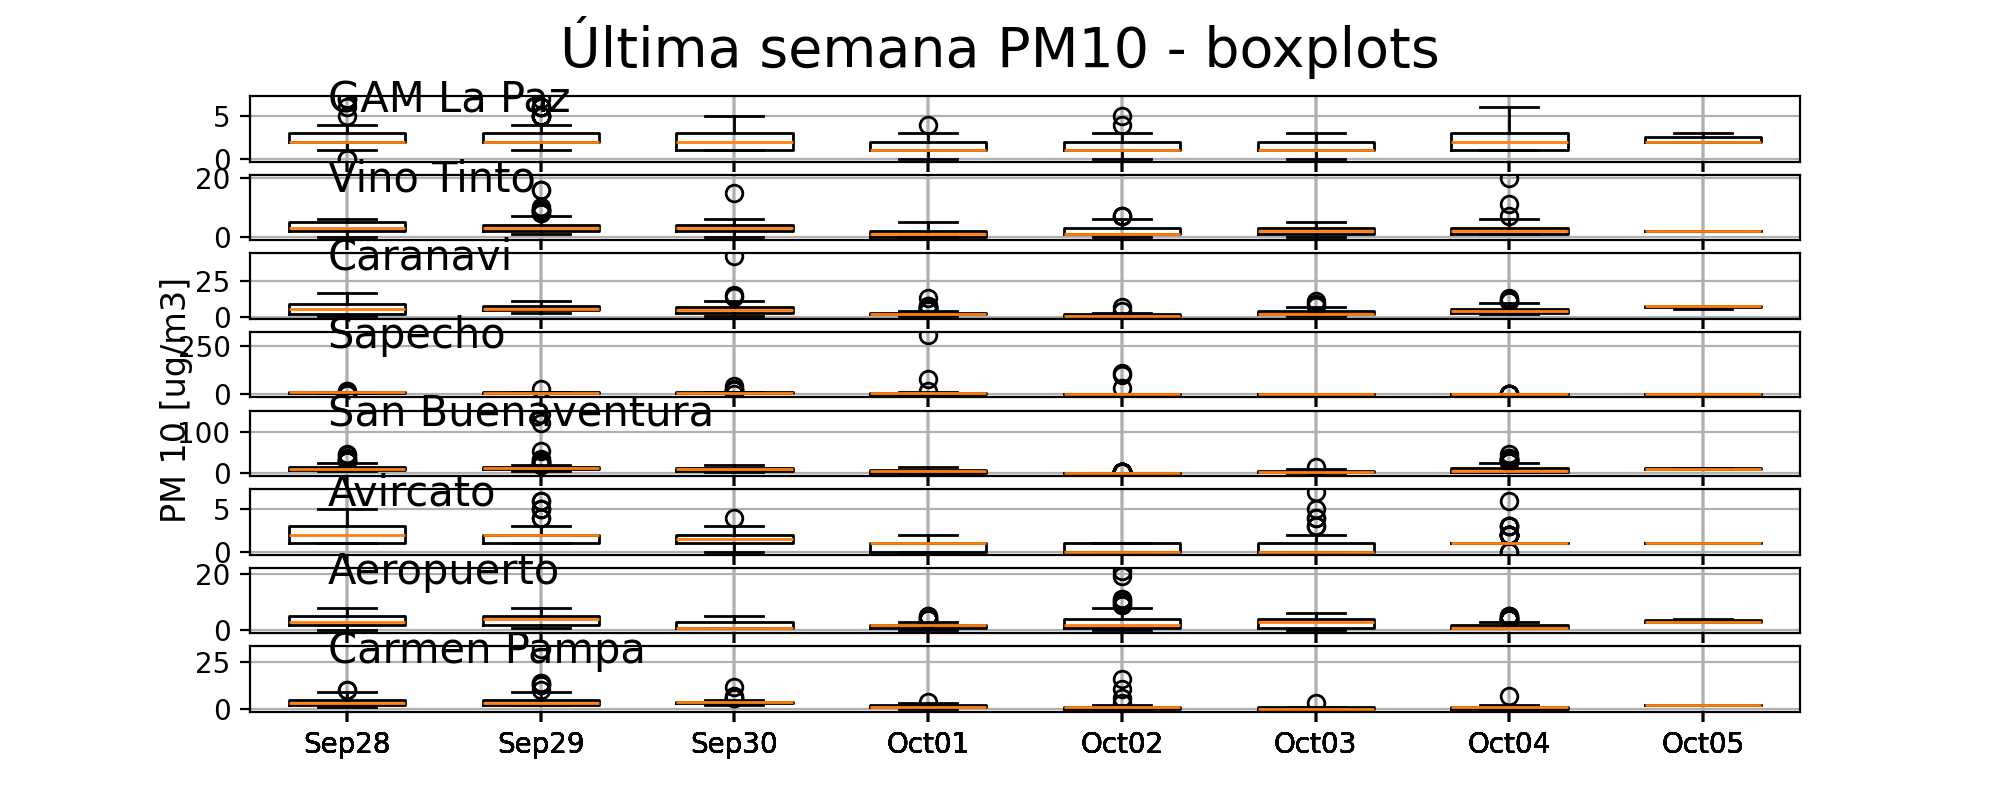 Última semana PM10 - boxplots
GAM La Paz
5
0
Vino Tinto
20
0
Caranavi
25
0
Sapecho
250
0
San Buenaventura
100
0
Avircato
5
0
Aeropuerto
20
0
Carmen Pampa
25
0
PM 10 [ug/m3]
Sep28 Sep29 Sep30 Oct01 Oct02 Oct03 Oct04 Oct05